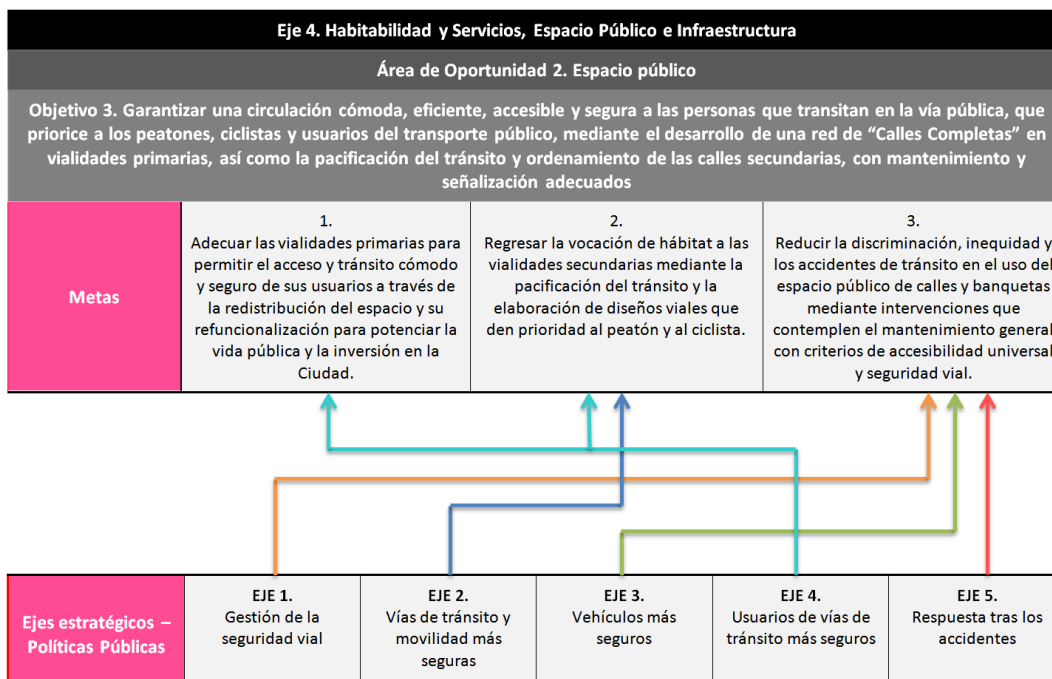 Eje 4. Habitabilidad y Servicios, Espacio Público e Infraestructura
Área de Oportunidad 2. Espacio público
Objetivo 3. Garantizar una circulación cómoda, eficiente, accesible y segura a las personas que transitan en la vía pública, que
priorice a los peatones, ciclistas y usuarios del transporte público, mediante el desarrollo de una red de “Calles Completas” en
vialidades primarias, así como la pacificación del tránsito y ordenamiento de las calles secundarias, con mantenimiento y
señalización adecuados
Metas
1.
Adecuar las vialidades primarias para
permitir el acceso y tránsito cómodo
y seguro de sus usuarios a través de
la redistribución del espacio y su
refuncionalización para potenciar la
vida pública y la inversión en la
Ciudad.
2.
Regresar la vocación de hábitat a las
vialidades secundarias mediante la
pacificación del tránsito y la
elaboración de diseños viales que
den prioridad al peatón y al ciclista.
3.
Reducir la discriminación, inequidad y
los accidentes de tránsito en el uso del
espacio público de calles y banquetas
mediante intervenciones que
contemplen el mantenimiento general
con criterios de accesibilidad universal
y seguridad vial.
Ejes estratégicos –
Políticas Públicas
EJE 1.
Gestión de la
seguridad vial
EJE 2.
Vías de tránsito y
movilidad más
seguras
EJE 3.
Vehículos más
seguros
EJE 4.
Usuarios de vías de
tránsito más seguros
EJE 5.
Respuesta tras los
accidentes